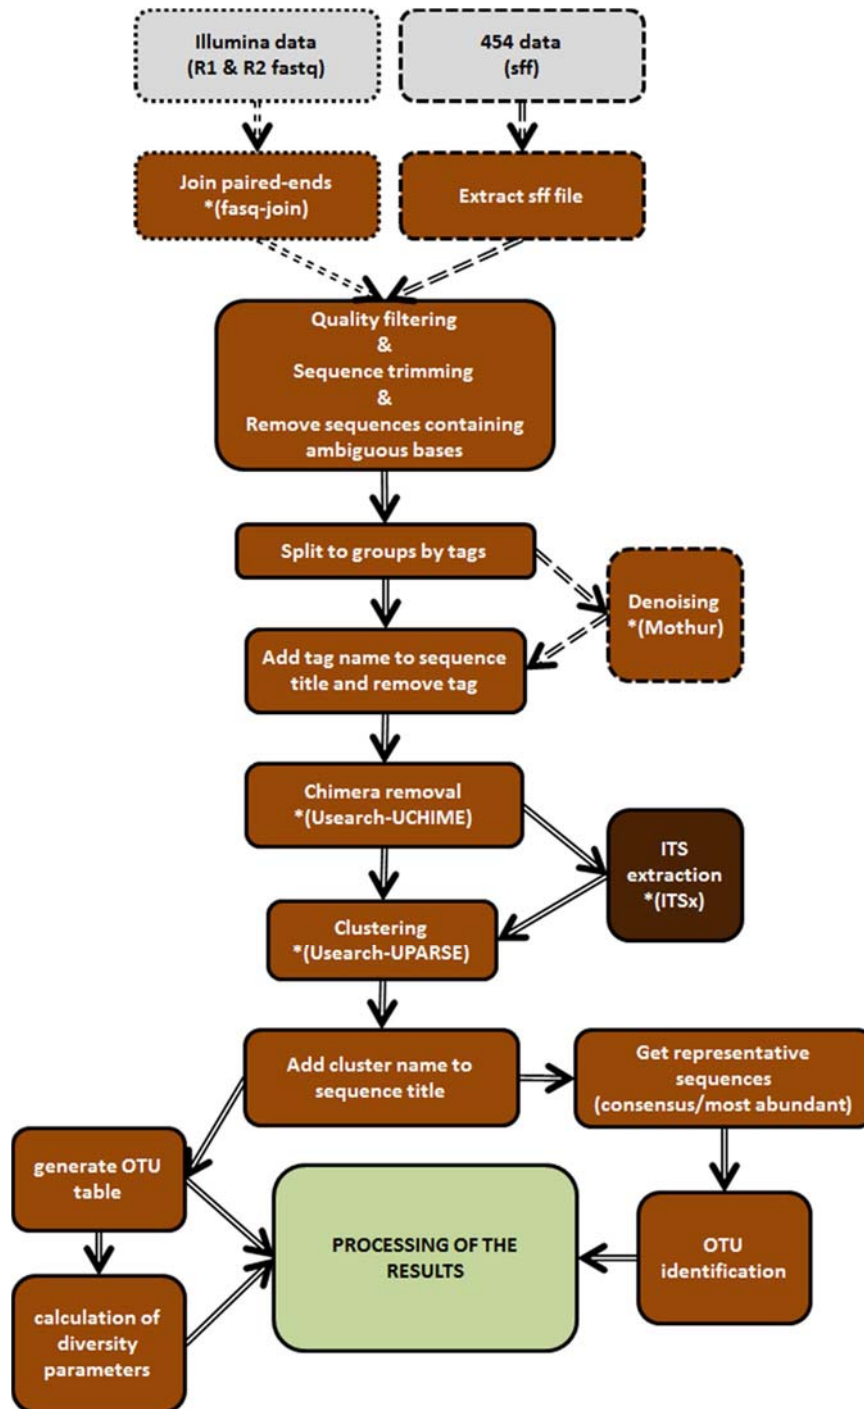 Illumina data
(R1 & R2 fastq)
454 data
(sff)
Join paired-ends
*(fasq-join)
Extract sff file
Quality filtering
&
Sequence trimming
&
Remove sequences containing
ambiguous bases
Split to groups by tags
Denoising
*(Mothur)
Add tag name to sequence
title and remove tag
Chimera removal
*(Usearch-UCHIME)
ITS
extraction
*(ITSx)
Clustering
*(Usearch-UPARSE)
Add cluster name to
sequence title
Get representative
sequences
(consensus/most abundant)
generate OTU
table
PROCESSING OF THE
RESULTS
OTU
identification
calculation of
diversity
parameters